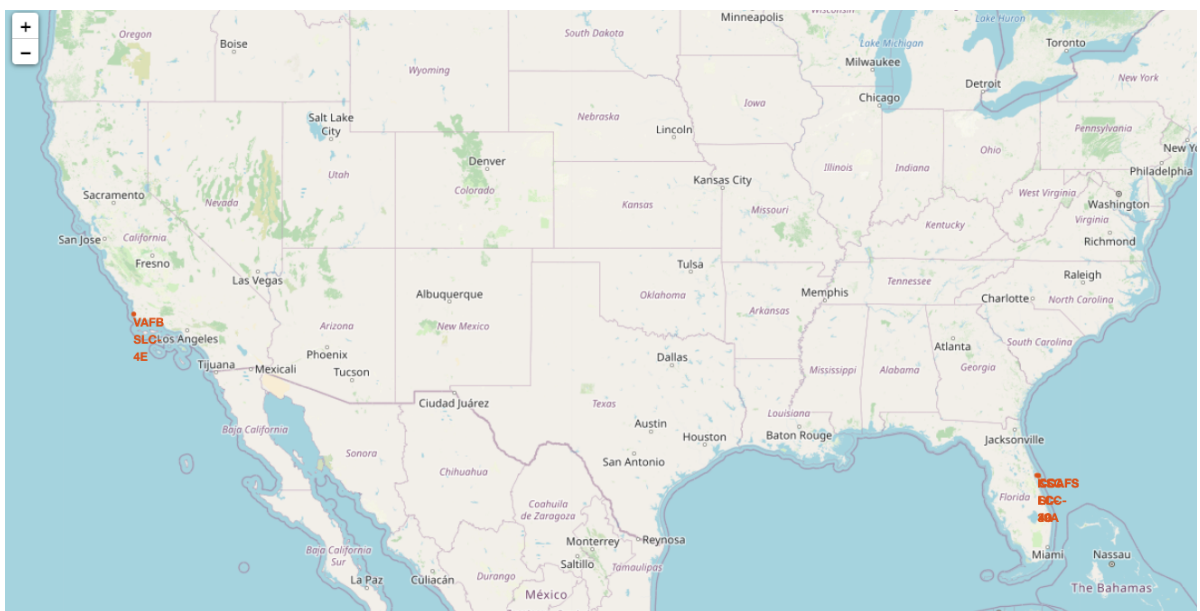 +
−
Oregon
Boise
Wyoming
South Dakota
Minneapolis
Wisconsin
Lake Huron
Lake Michigan
Milwaukee
Toronto
Chicago
Detroit
New York
Iowa
Nebraska
Lincoln
Salt Lake
City
Pennsylvania
Ohio
Illinois
Indiana
New Yo
Philadelphia
Denver
Utah
Colorado
Nevada
Sacramento
San Jose
California
Fresno
Kansas City
Kansas
Missouri
West Virginia
Washington
Virginia
Kentucky
Richmond
Las Vegas
Tulsa
Raleigh
Tennessee
Albuquerque
Oklahoma
Memphis
Charlotte
North Carolina
VAFB
SLC-
4E
Los Angeles
Arizona
New Mexico
Arkansas
South Carolina
Tijuana
Mexicali
Phoenix
Tucson
Dallas
Atlanta
Mississippi
Alabama
Georgia
Ciudad Juárez
Texas
Louisiana
Baja California
Austin
Houston
Baton Rouge
Jacksonville
Sonora
Chihuahua
San Antonio
Florida
Coahuila
de Zaragoza
Monterrey
Reynosa
Saltillo
Tamaulipas
Miami
Nassau
The Bahamas
Baja California
Sur
La Paz
Culiacán
Durango
México